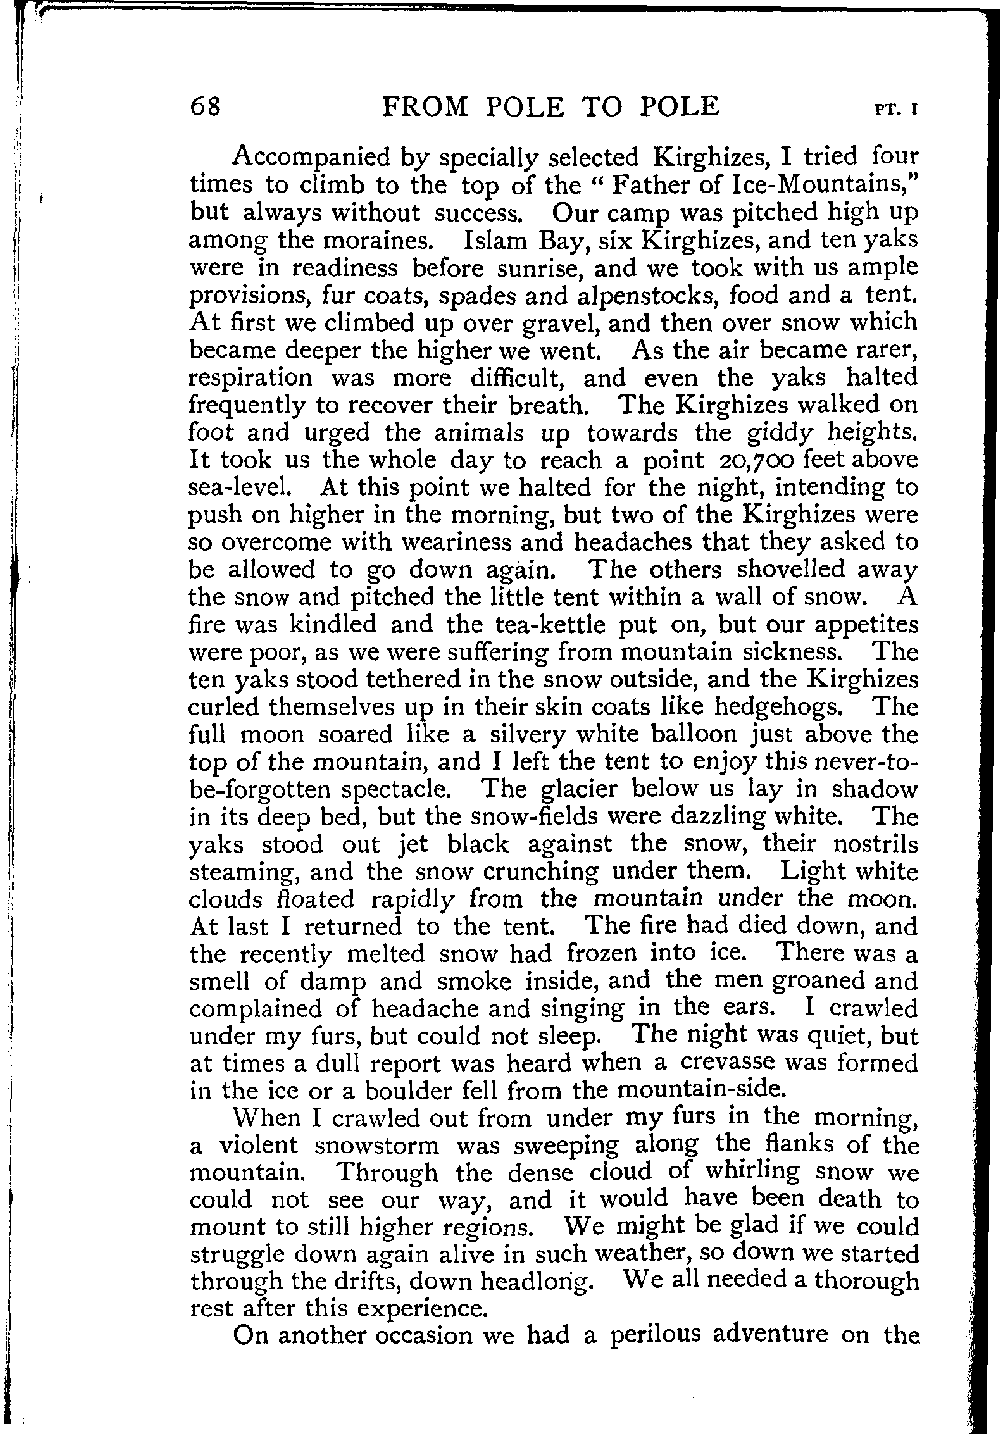 68 FROM POLE TO POLE PT. I
Accompanied by specially selected Kirghizes, I tried four
times to climb to the top of the “ Father of Ice-Mountains,”
but always without success. Our camp was pitched high up
among the moraines. Islam Bay, six Kirghizes, and ten yaks
were in readiness before sunrise, and we took with us ample
provisions, fur coats, spades and alpenstocks, food and a tent.
At first we climbed up over gravel, and then over snow which
became deeper the higher we went. As the air became rarer,
respiration was more difficult, and even the yaks halted
frequently to recover their breath. The Kirghizes walked on
foot and urged the animals up towards the giddy heights.
It took us the whole day to reach a point 20,700 feet above
sea-level. At this point we halted for the night, intending to
push on higher in the morning, but two of the Kirghizes were
so overcome with weariness and headaches that they asked to
be allowed to go down again. The others shovelled away
the snow and pitched the little tent within a wall of snow. A
fire was kindled and the tea-kettle put on, but our appetites
were poor, as we were suffering from mountain sickness. The
ten yaks stood tethered in the snow outside, and the Kirghizes
curled themselves up in their skin coats like hedgehogs. The
full moon soared like a silvery white balloon just above the
top of the mountain, and I left the tent to enjoy this never-to-
be-forgotten spectacle. The glacier below us lay in shadow
in its deep bed, but the snow-fields were dazzling white. The
yaks stood out jet black against the snow, their nostrils
steaming, and the snow crunching under them. Light white
clouds floated rapidly from the mountain under the moon.
At last I returned to the tent. The fire had died down, and
the recently melted snow had frozen into ice. There was a
smell of damp and smoke inside, and the men groaned and
complained of headache and singing in the ears. I crawled
under my furs, but could not sleep. The night was quiet, but
at times a dull report was heard when a crevasse was formed
in the ice or a boulder fell from the mountain-side.
When I crawled out from under my furs in the morning,
a violent snowstorm was sweeping along the flanks of the
mountain. Through the dense cloud of whirling snow we
could not see our way, and it would have been death to
mount to still higher regions. We might be glad if we could
struggle down again alive in such weather, so down we started
through the drifts, down headlong. We all needed a thorough
rest after this experience.
On another occasion we had a perilous adventure on the